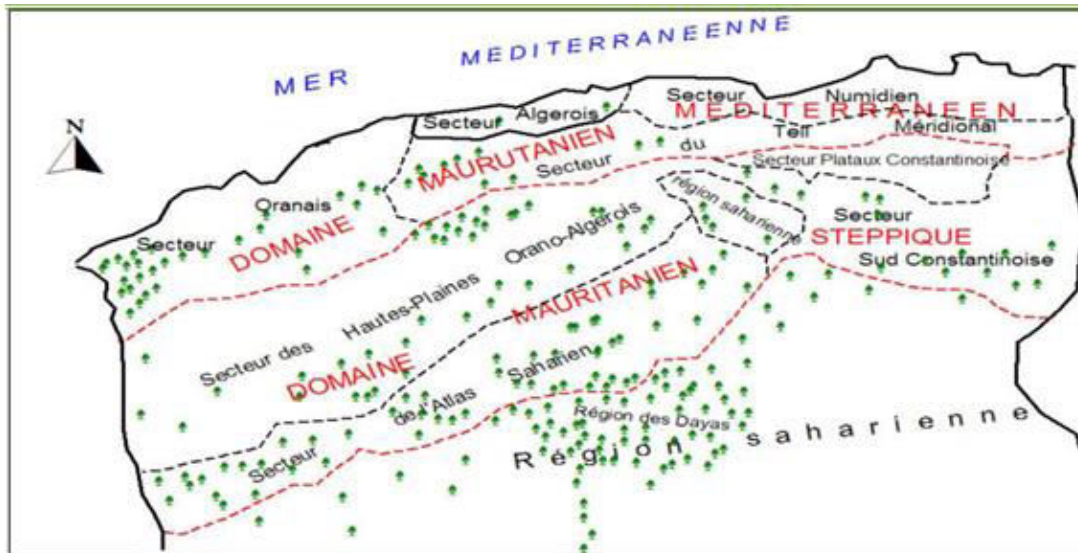 MER MEDITERRANEENNE
N
Secteur Algerois
Secteur Numidien
DOMAINE MAURUTANIEN MEDITERRANEEN
Secteur du Tell Méridional
Secteur Plataux Constantinoise
Secteur Oranais
région saharienne
Secteur
Sud Constantinoise
Secteur des Hautes-Plaines Orano-Algerois
DOMAINE MAURITANIEN STEPPIQUE
Secteur de l'Atlas Saharien
Région des Dayas
Région saharienne